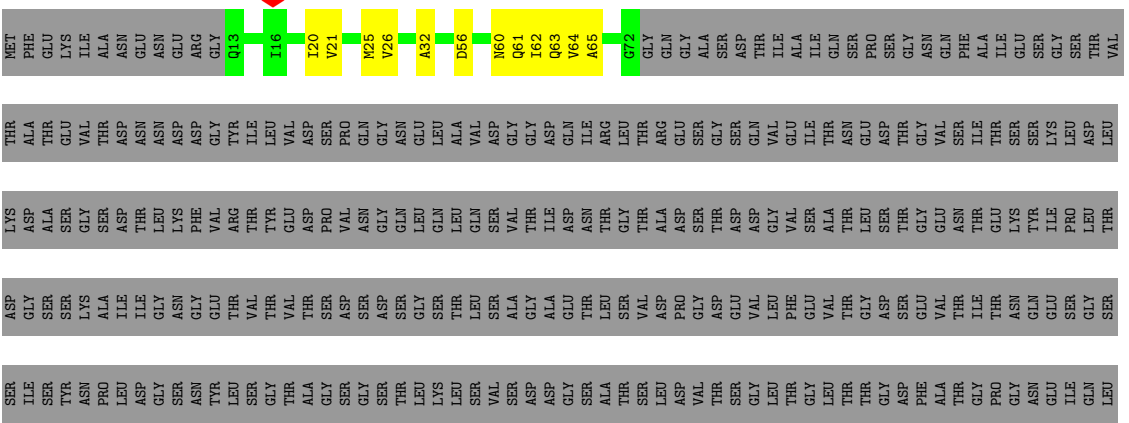 MET PHE GLU LYS ILE ALA ASN GLU ASN GLU ARG GLY Q13 I16 I20 V21 M25 V26 A32 D56 N60 Q61 I62 Q63 V64 A65 G72 GLY GLN GLY ALA SER ASP THR ILE ALA ILE GLN SER PRO SER GLY ASN GLN PHE ALA ILE GLU SER GLY SER THR VAL
THR ALA THR GLU VAL THR ASP ASN ASN ASP ASP GLY TYR ILE LEU VAL ASP SER PRO GLN GLY ASN GLU LEU ALA VAL ASP GLY GLY ASP GLN ILE ARG LEU THR ARG GLU SER GLY SER GLN VAL GLU ILE THR ASN GLU ASP THR GLY VAL SER ILE THR SER SER LYS LEU ASP LEU
LYS ASP ALA SER GLY SER ASP THR LEU LYS PHE VAL ARG THR TYR GLU ASP PRO VAL ASN GLY GLN LEU GLN LEU GLN SER VAL THR ILE ASP ASN THR GLY THR ALA ASP SER THR ASP ASP GLY VAL SER ALA THR LEU SER THR GLY GLU ASN THR GLU LYS TYR ILE PRO LEU THR
ASP GLY SER SER LYS ALA ILE ILE GLY ASN GLY GLU THR VAL THR VAL THR SER ASP SER ASP SER GLY SER THR LEU SER ALA GLY ALA GLU THR LEU SER VAL ASP PRO GLY ASP GLU VAL LEU PHE GLU VAL THR GLY ASP SER GLU VAL THR ILE THR ASN GLN GLU SER GLY SER
SER ILE SER TYR ASN PRO LEU ASP GLY SER ASN TYR LEU SER GLY THR ALA GLY SER GLY SER THR LEU LYS LEU SER VAL SER ASP ASP GLY SER ALA THR SER LEU ASP VAL THR SER GLY LEU THR GLY LEU THR THR GLY ASP PHE ALA THR GLY PRO GLY ASN GLU ILE GLN LEU